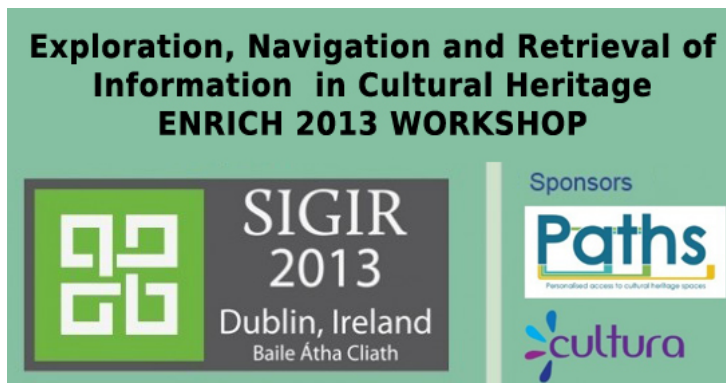 Exploration, Navigation and Retrieval of
Information in Cultural Heritage
ENRICH 2013 WORKSHOP
SIGIR
2013
Dublin, Ireland
Baile Átha Cliath
Sponsors
Paths
Personalised access to cultural heritage spaces
cultura